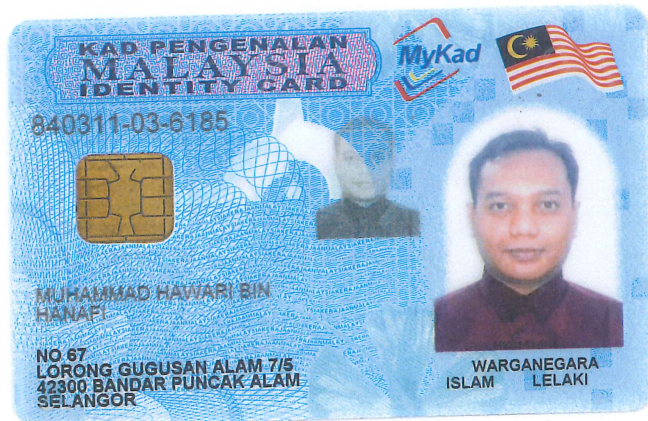 KAD PENGENALAN
MALAYSIA
IDENTITY CARD
MyKad
840311-03-6185
MUHAMMAD HAWARI BIN
HANAFI
NO 67
LORONG GUGUSAN ALAM 7/5
42300 BANDAR PUNCAK ALAM
SELANGOR
WARGANEGARA
ISLAM LELAKI